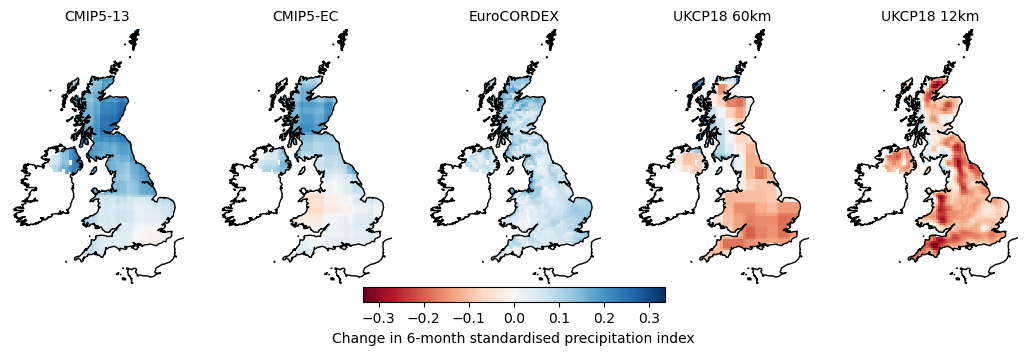 CMIP5-13 CMIP5-EC EuroCORDEX UKCP18 60km UKCP18 12km
−0.3 −0.2 −0.1 0.0 0.1 0.2 0.3
Change in 6-month standardised precipitation index